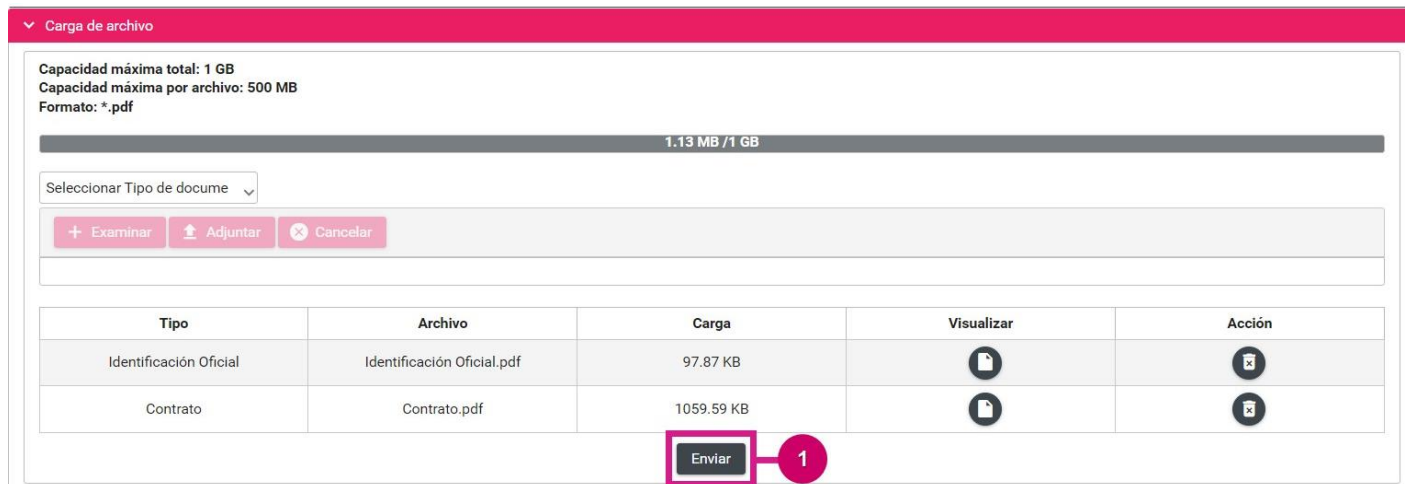 Carga de archivo
Capacidad máxima total: 1 GB
Capacidad máxima por archivo: 500 MB
Formato: *.pdf
1.13 MB /1 GB
Seleccionar Tipo de docume
+ Examinar Adjuntar Cancelar
Tipo Archivo Carga Visualizar Acción
Identificación Oficial Identificación Oficial.pdf 97.87 KB
Contrato Contrato.pdf 1059.59 KB
Enviar 1